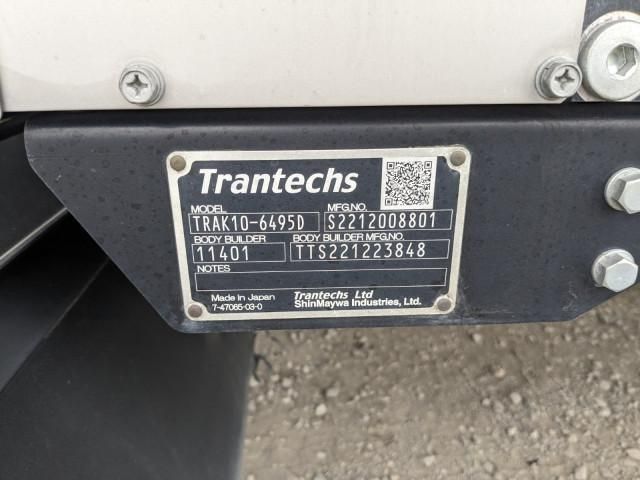 Trantechs
MODEL MFG.NO.
TRAK10-6495D S2212008801
BODY BUILDER BODY BUILDER MFG.NO.
11401 TTS221223848
NOTES
Made in Japan Trantechs Ltd
7-47065-03-0 ShinMaywa Industries, Ltd.